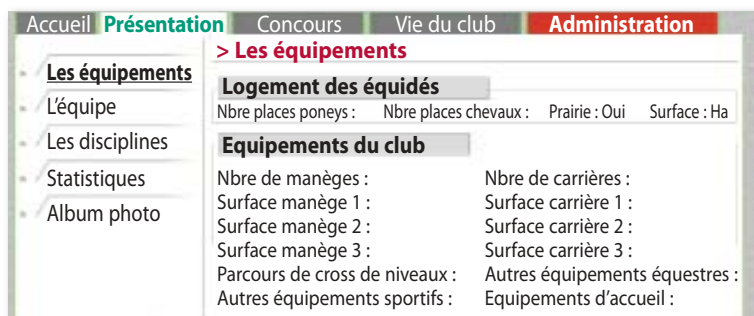 Accueil Présentation Concours Vie du club Administration
> Les équipements
Les équipements
L'équipe
Les disciplines
Statistiques
Album photo
Logement des équidés
Nbre places poneys : Nbre places chevaux : Prairie : Oui Surface : Ha
Equipements du club
Nbre de manèges : Nbre de carrières :
Surface manège 1 : Surface carrière 1 :
Surface manège 2 : Surface carrière 2 :
Surface manège 3 : Surface carrière 3 :
Parcours de cross de niveaux : Autres équipements équestres :
Autres équipements sportifs : Equipements d'accueil :